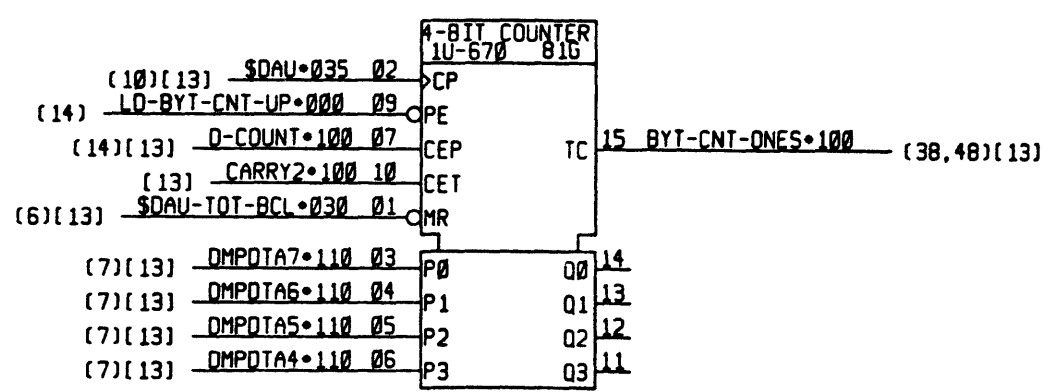 4-BIT COUNTER
1U-670 81G
(10)[13] $DAU•035 02 CP
(14) LD-BYT-CNT-UP•000 09 PE
(14)[13] D-COUNT•100 07 CEP TC 15 BYT-CNT-ONES•100 (38,48)[13]
[13] CARRY2•100 10 CET
(6)[13] $DAU-TOT-BCL•030 01 MR
(7)[13] DMPDTA7•110 03 P0 Q0 14
(7)[13] DMPDTA6•110 04 P1 Q1 13
(7)[13] DMPDTA5•110 05 P2 Q2 12
(7)[13] DMPDTA4•110 06 P3 Q3 11